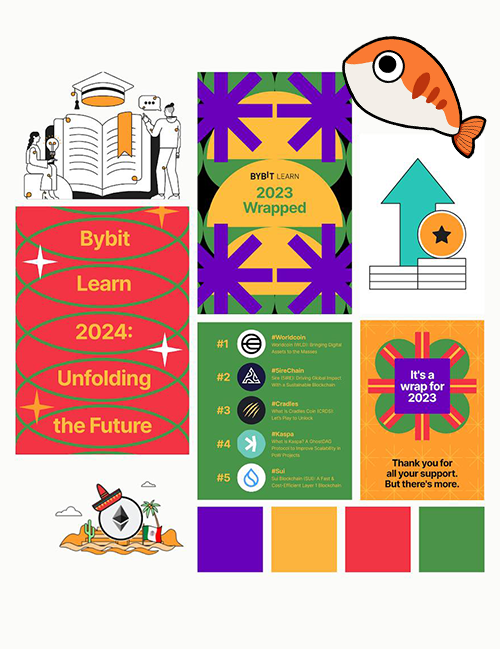 BYBIT LEARN
2023
Wrapped
Bybit
Learn
2024:
Unfolding
the Future
#1
#Worldcoin
Worldcoin (WLD): Bringing Digital
Assets to the Masses
#2
#SireChain
Sire (SIRE): Driving Global Impact
With a Sustainable Blockchain
#3
#Cradles
What is Cradles Coin (CRDS):
Let's Play to Unlock
#4
#Kaspa
What is Kaspa? A GhostDAG
Protocol to Improve Scalability in
PoW Projects
#5
#Sui
Sui Blockchain (SUI): A Fast &
Cost-Efficient Layer 1 Blockchain
It's a
wrap for
2023
Thank you for
all your support.
But there's more.